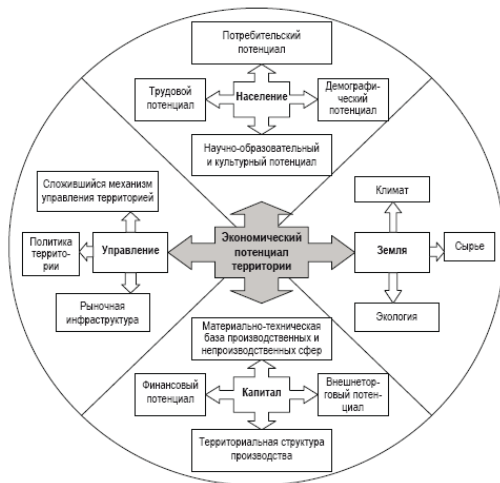 Потребительский
потенциал
Трудовой
потенциал
Население
Демографи-
ческий
потенциал
Научно-образовательный
и культурный потенциал
Сложившийся механизм
управления территорией
Политика
террито-
рии
Управление
Рыночная
инфраструктура
Экономический
потенциал
территории
Климат
Земля
Сырье
Экология
Материально-техническая
база производственных и
непроизводственных сфер
Финансовый
потенциал
Капитал
Внешнетор-
говый потен-
циал
Территориальная структура
производства